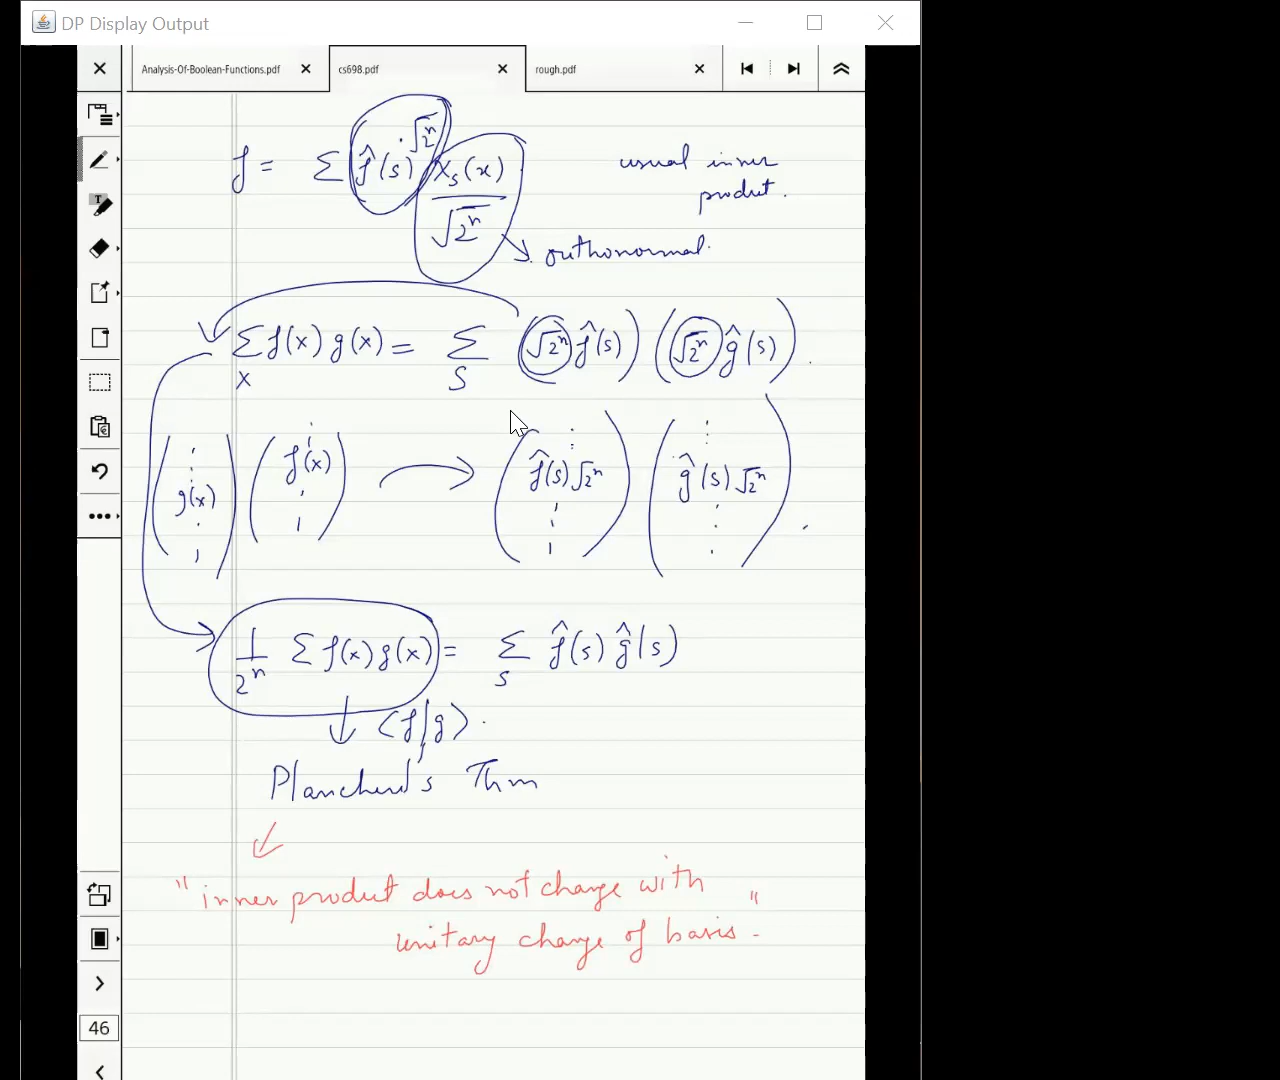 DP Display Output
Analysis-Of-Boolean-Functions.pdf
cs698.pdf
rough.pdf
f = Σ f̂(s)·√2ⁿ χ_s(x)/√2ⁿ
usual inner product.
orthonormal.
Σ_x f(x) g(x) = Σ_S (√2ⁿ f̂(s)) (√2ⁿ ĝ(s)).
(⋮ g(x) ⋮) (⋮ f(x) ⋮) → (⋮ f̂(s)√2ⁿ ⋮) (⋮ ĝ(s)√2ⁿ ⋮).
1/2ⁿ Σ f(x) g(x) = Σ_s f̂(s) ĝ(s)
↓ ⟨f|g⟩.
Thm
"inner product does not change with
unitary change of basis."
46